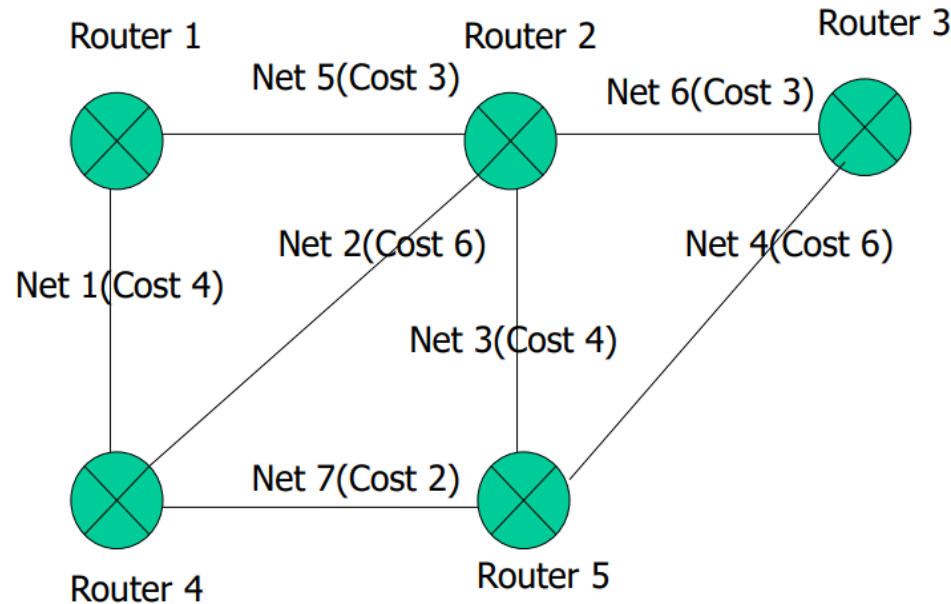 Router 1
Router 2
Router 3
Net 5(Cost 3)
Net 6(Cost 3)
Net 2(Cost 6)
Net 4(Cost 6)
Net 1(Cost 4)
Net 3(Cost 4)
Net 7(Cost 2)
Router 4
Router 5